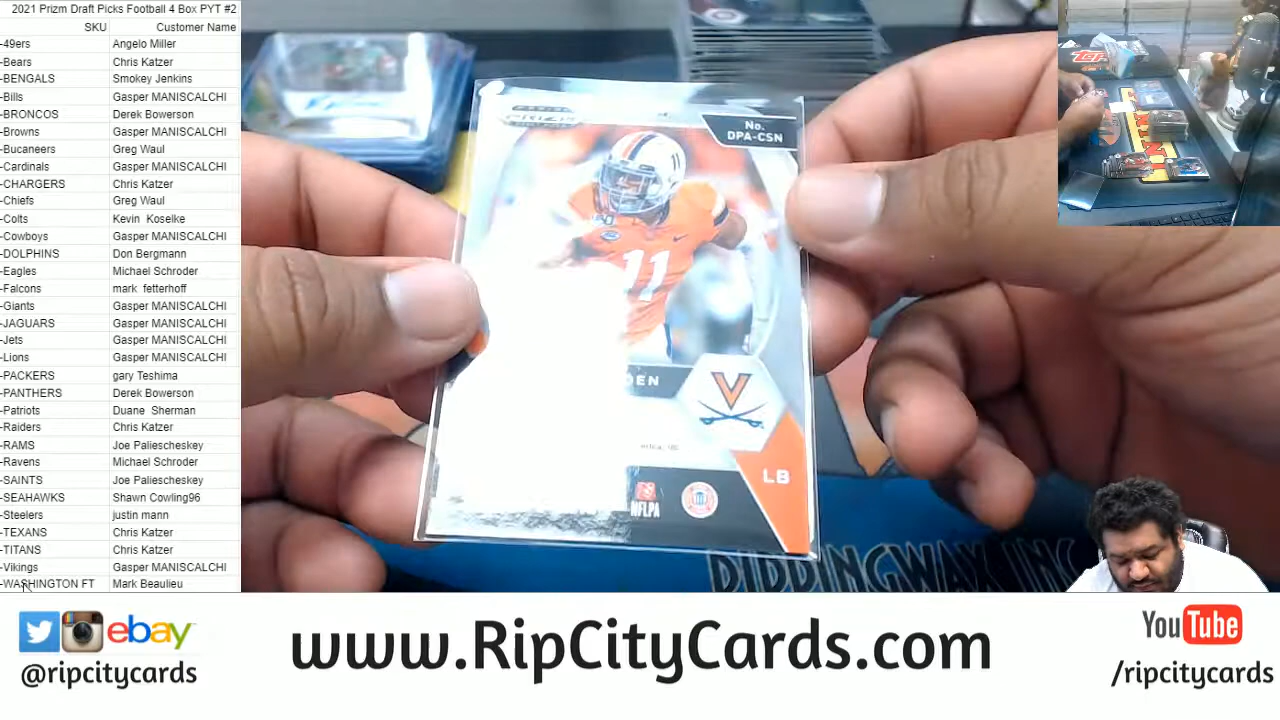 2021 Prizm Draft Picks Football 4 Box PYT #2
SKU Customer Name
-49ers Angelo Miller
-Bears Chris Katzer
-BENGALS Smokey Jenkins
-Bills Gasper MANISCALCHI
-BRONCOS Derek Bowerson
-Browns Gasper MANISCALCHI
-Bucaneers Greg Waul
-Cardinals Gasper MANISCALCHI
-CHARGERS Chris Katzer
-Chiefs Greg Waul
-Colts Kevin Koselke
-Cowboys Gasper MANISCALCHI
-DOLPHINS Don Bergmann
-Eagles Michael Schroder
-Falcons mark fetterhoff
-Giants Gasper MANISCALCHI
-JAGUARS Gasper MANISCALCHI
-Jets Gasper MANISCALCHI
-Lions Gasper MANISCALCHI
-PACKERS gary Teshima
-PANTHERS Derek Bowerson
-Patriots Duane Sherman
-Raiders Chris Katzer
-RAMS Joe Paliescheskey
-Ravens Michael Schroder
-SAINTS Joe Paliescheskey
-SEAHAWKS Shawn Cowling96
-Steelers justin mann
-TEXANS Chris Katzer
-TITANS Chris Katzer
-Vikings Gasper MANISCALCHI
-WASHINGTON FT Mark Beaulieu
PANINI
PRIZM
No.
DPA-CSN
11
11
DEN
V
LB
NFLPA
ebay
@ripcitycards
www.RipCityCards.com
YouTube
/ripcitycards